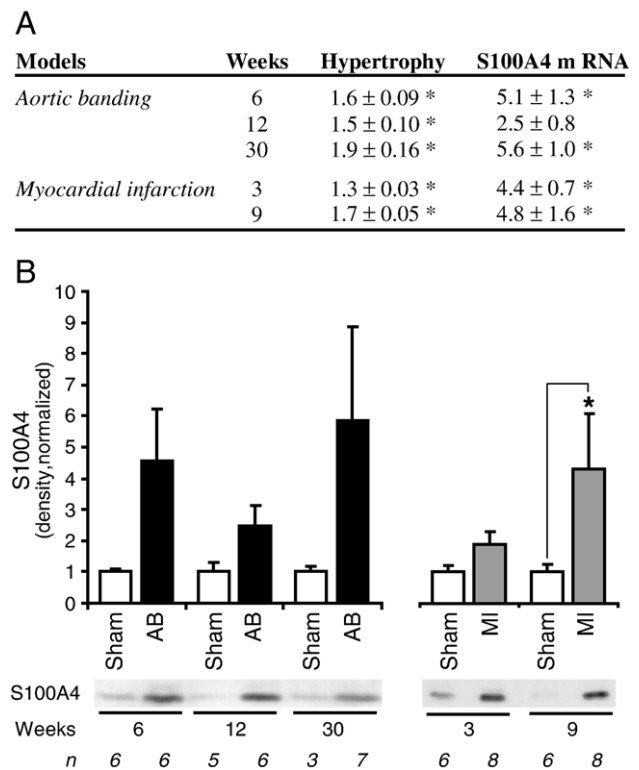 A
Models Weeks Hypertrophy S100A4 m RNA
Aortic banding 6 1.6 ± 0.09 * 5.1 ± 1.3 *
12 1.5 ± 0.10 * 2.5 ± 0.8
30 1.9 ± 0.16 * 5.6 ± 1.0 *
Myocardial infarction 3 1.3 ± 0.03 * 4.4 ± 0.7 *
9 1.7 ± 0.05 * 4.8 ± 1.6 *
B
S100A4
(density,normalized)
10
9
8
7
6
5
4
3
2
1
0
*
Sham AB Sham AB Sham AB Sham MI Sham MI
S100A4
Weeks 6 12 30 3 9
n 6 6 5 6 3 7 6 8 6 8